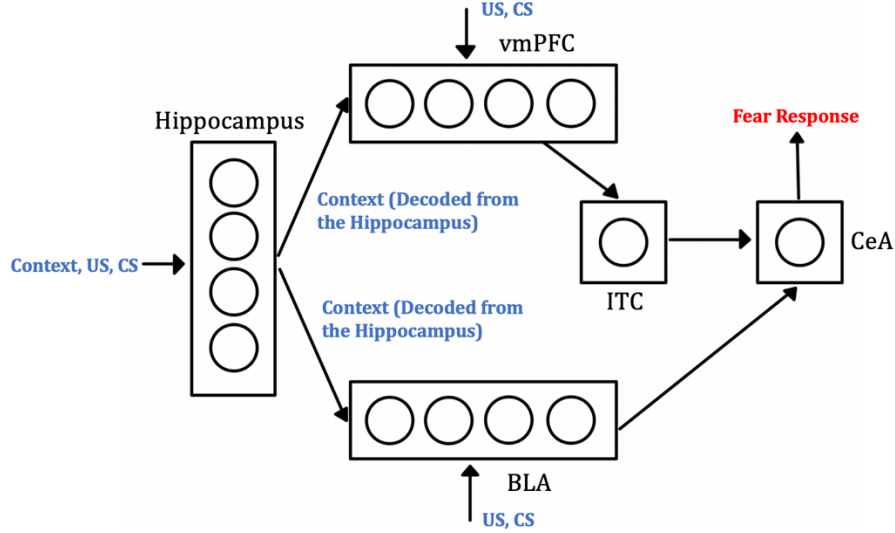 US, CS
vmPFC
Hippocampus
Fear Response
Context (Decoded from
the Hippocampus)
Context, US, CS
CeA
ITC
Context (Decoded from
the Hippocampus)
BLA
US, CS